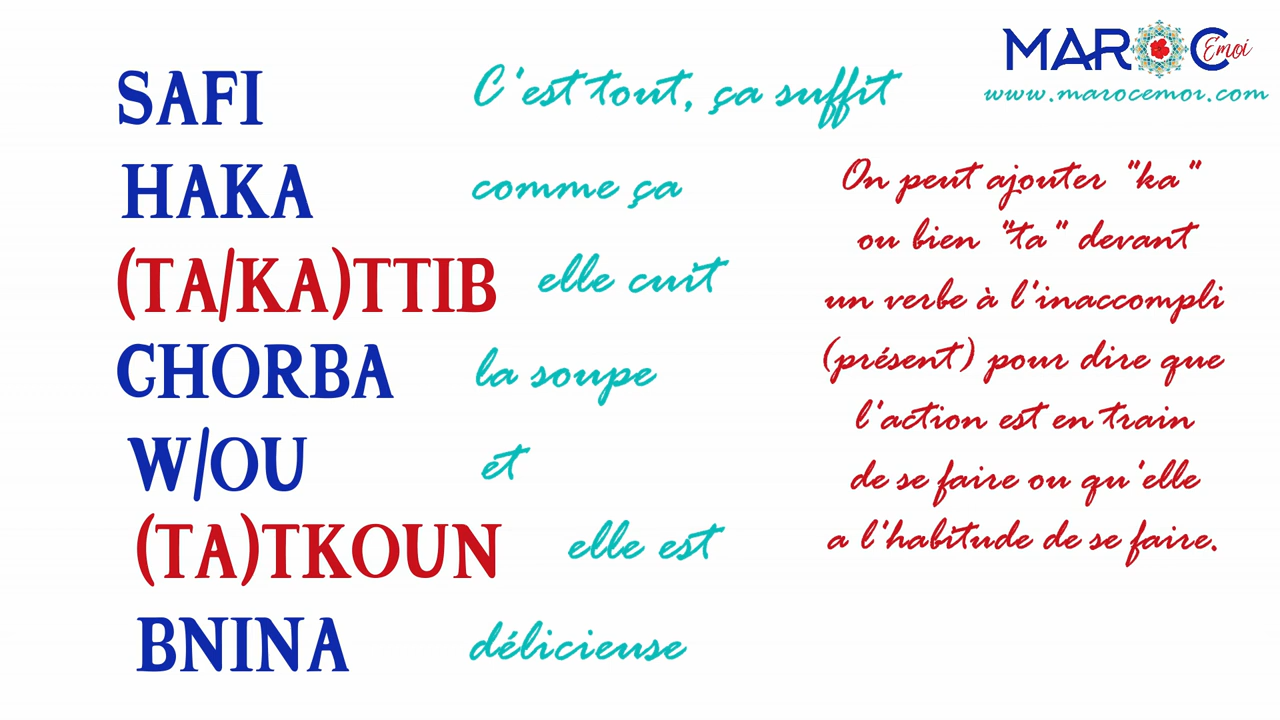 MAROC Emoi
www.marocemoi.com
SAFI C'est tout, ça suffit
HAKA comme ça
(TA/KA)TTIB elle cuit
CHORBA la soupe
W/OU et
(TA)TKOUN elle est
BNINA délicieuse
On peut ajouter "ka"
ou bien "ta" devant
un verbe à l'inaccompli
(présent) pour dire que
l'action est en train
de se faire ou qu'elle
a l'habitude de se faire.